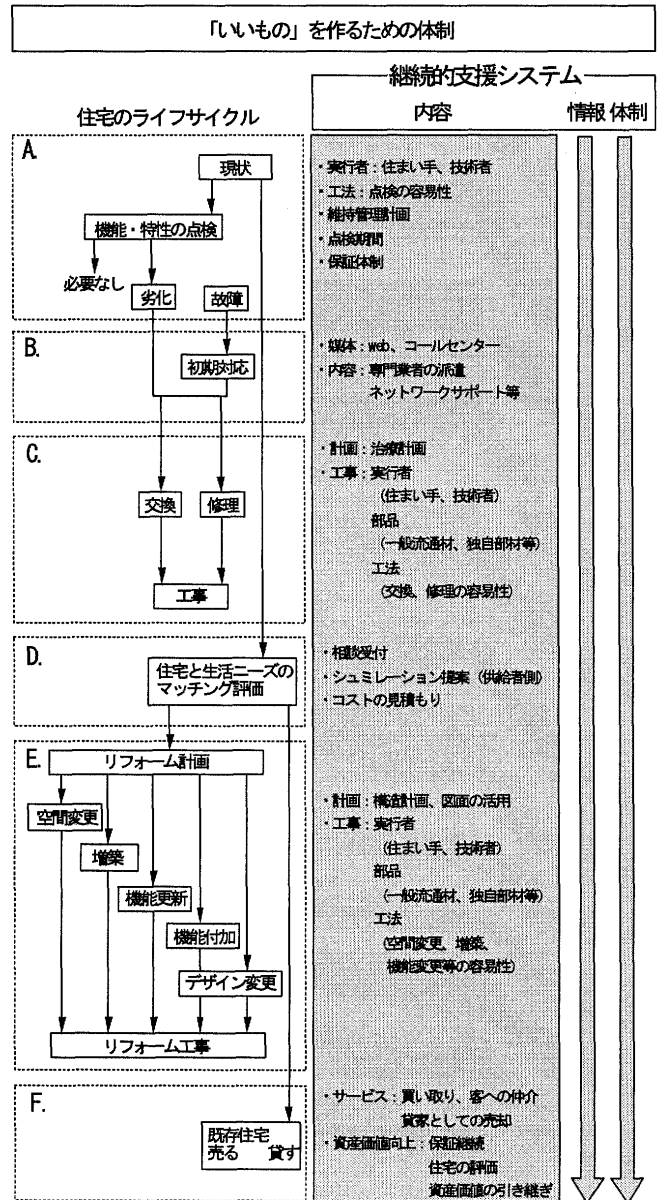 「いいもの」を作るための体制
継続的支援システム
住宅のライフサイクル
内容
情報 体制
A.
現状
機能・特性の点検
必要なし
劣化
故障
・実行者：住まい手、技術者
・工法：点検の容易性
・維持管理計画
・点検期間
・保証体制
B.
初期対応
・媒体：web、コールセンター
・内容：専門業者の派遣
ネットワークサポート等
C.
交換
修理
工事
・計画：治療計画
・工事：実行者
（住まい手、技術者）
部品
（一般流通材、独自部材等）
工法
（交換、修理の容易性）
D.
住宅と生活ニーズの
マッチング評価
・相談受付
・シュミレーション提案（供給者側）
・コストの見積もり
E.
リフォーム計画
空間変更
増築
機能更新
機能付加
デザイン変更
リフォーム工事
・計画：構造計画、図面の活用
・工事：実行者
（住まい手、技術者）
部品
（一般流通材、独自部材等）
工法
（空間変更、増築、
機能変更等の容易性）
F.
既存住宅
売る 貸す
・サービス：買い取り、客への仲介
貸家としての売却
・資産価値向上：保証継続
住宅の評価
資産価値の引き継ぎ